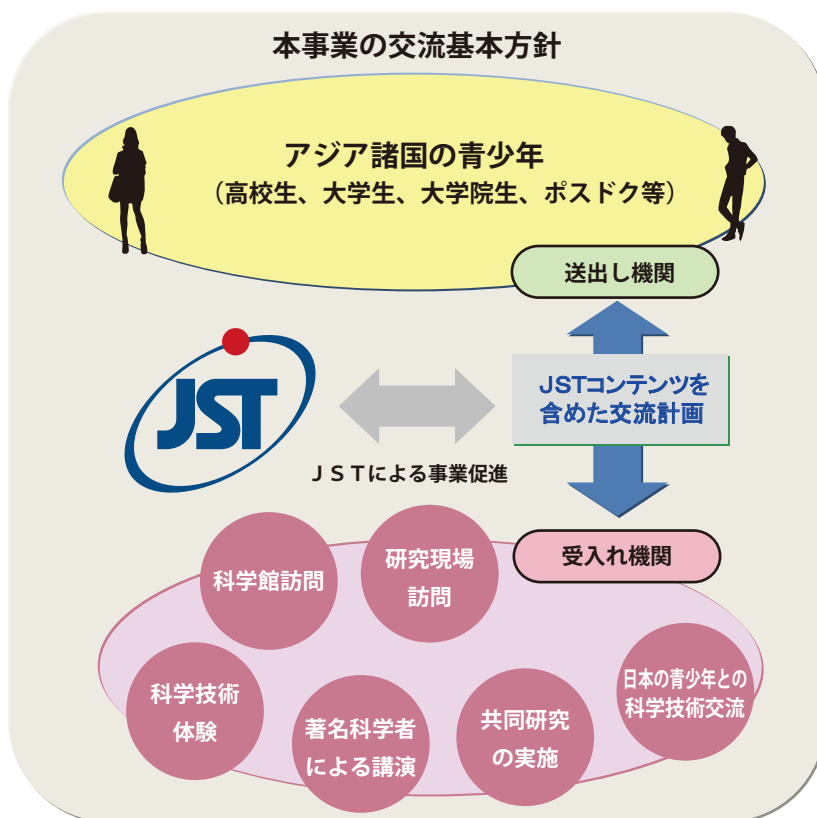 本事業の交流基本方針
アジア諸国の青少年
（高校生、大学生、大学院生、ポスドク等）
送出し機関
JST
JSTコンテンツを
含めた交流計画
ＪＳＴによる事業促進
受入れ機関
科学館訪問
研究現場
訪問
科学技術
体験
著名科学者
による講演
共同研究
の実施
日本の青少年との
科学技術交流